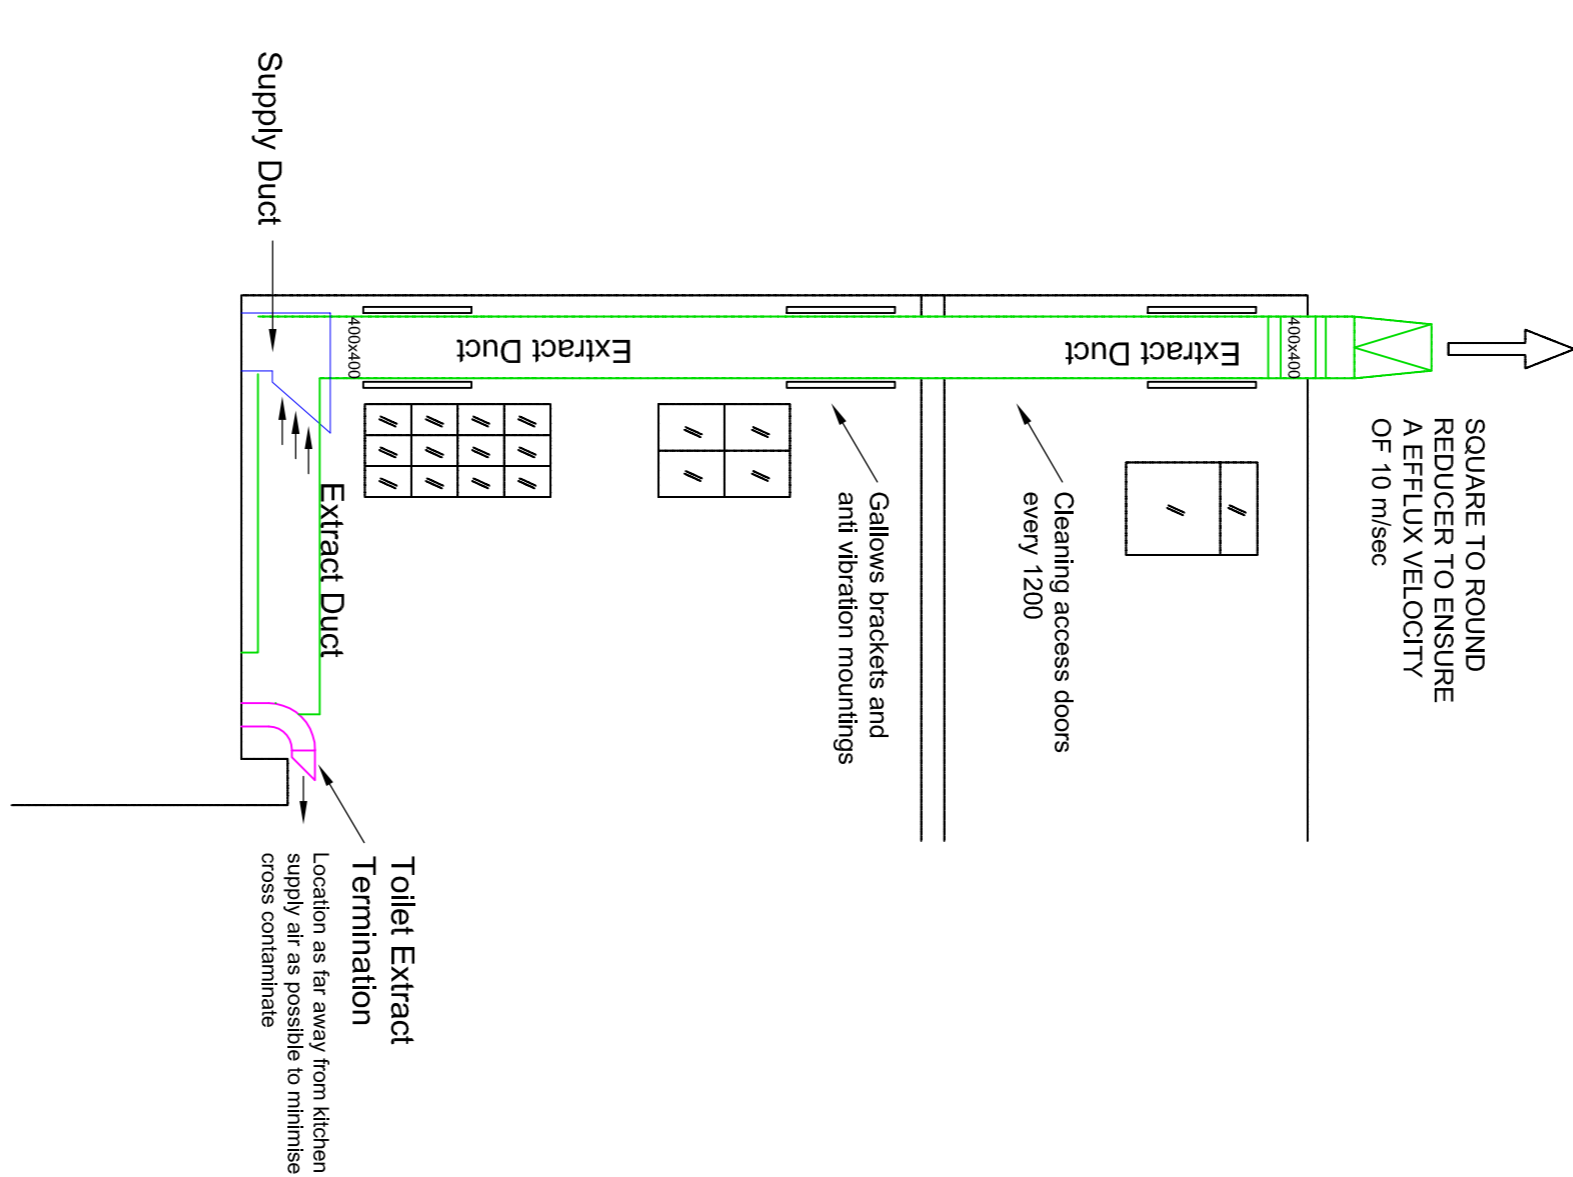 SQUARE TO ROUND
REDUCER TO ENSURE
A EFFLUX VELOCITY
OF 10 m/sec
400x400
Extract Duct
Cleaning access doors
every 1200
Gallows brackets and
anti vibration mountings
Extract Duct
400x400
Supply Duct
Extract Duct
Toilet Extract
Termination
Location as far away from kitchen
supply air as possible to minimise
cross contaminate